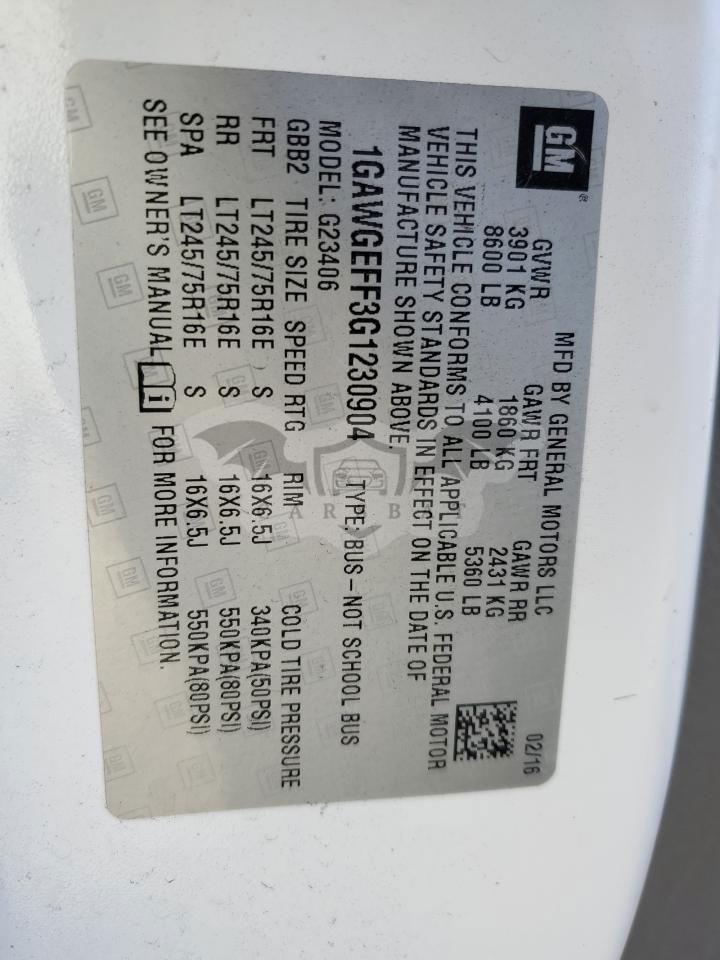 GM
MFD BY GENERAL MOTORS LLC 02/16
GVWR GAWR FRT GAWR RR
3901 KG 1860 KG 2431 KG
8600 LB 4100 LB 5360 LB
THIS VEHICLE CONFORMS TO ALL APPLICABLE U.S. FEDERAL MOTOR
VEHICLE SAFETY STANDARDS IN EFFECT ON THE DATE OF
MANUFACTURE SHOWN ABOVE.
1GAWGEFF3G1230904 TYPE: BUS-NOT SCHOOL BUS
MODEL: G23406
GBB2 TIRE SIZE SPEED RTG RIM COLD TIRE PRESSURE
FRT LT245/75R16E S 16X6.5J 340KPA(50PSI)
RR LT245/75R16E S 16X6.5J 550KPA(80PSI)
SPA LT245/75R16E S 16X6.5J 550KPA(80PSI)
SEE OWNER'S MANUAL FOR MORE INFORMATION.